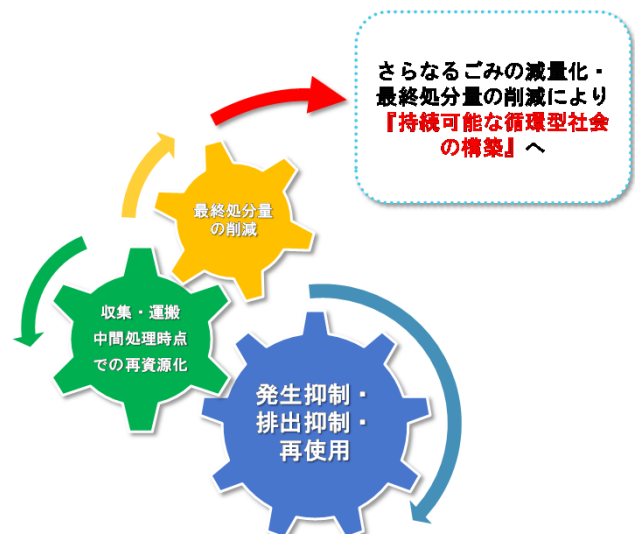 さらなるごみの減量化・
最終処分量の削減により
『持続可能な循環型社会
の構築』へ
最終処分量
の削減
収集・運搬
中間処理時点
での再資源化
発生抑制・
排出抑制・
再使用